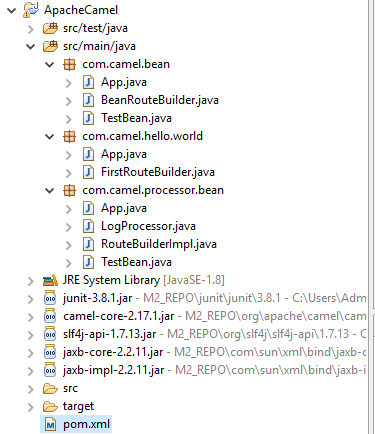 ApacheCamel
src/test/java
src/main/java
com.camel.bean
App.java
BeanRouteBuilder.java
TestBean.java
com.camel.hello.world
App.java
FirstRouteBuilder.java
com.camel.processor.bean
App.java
LogProcessor.java
RouteBuilderImpl.java
TestBean.java
JRE System Library [JavaSE-1.8]
junit-3.8.1.jar - M2_REPO\junit\junit\3.8.1 - C:\Users\Adm
camel-core-2.17.1.jar - M2_REPO\org\apache\camel\cam
slf4j-api-1.7.13.jar - M2_REPO\org\slf4j\slf4j-api\1.7.13 - C
jaxb-core-2.2.11.jar - M2_REPO\com\sun\xml\bind\jaxb-c
jaxb-impl-2.2.11.jar - M2_REPO\com\sun\xml\bind\jaxb-i
src
target
pom.xml